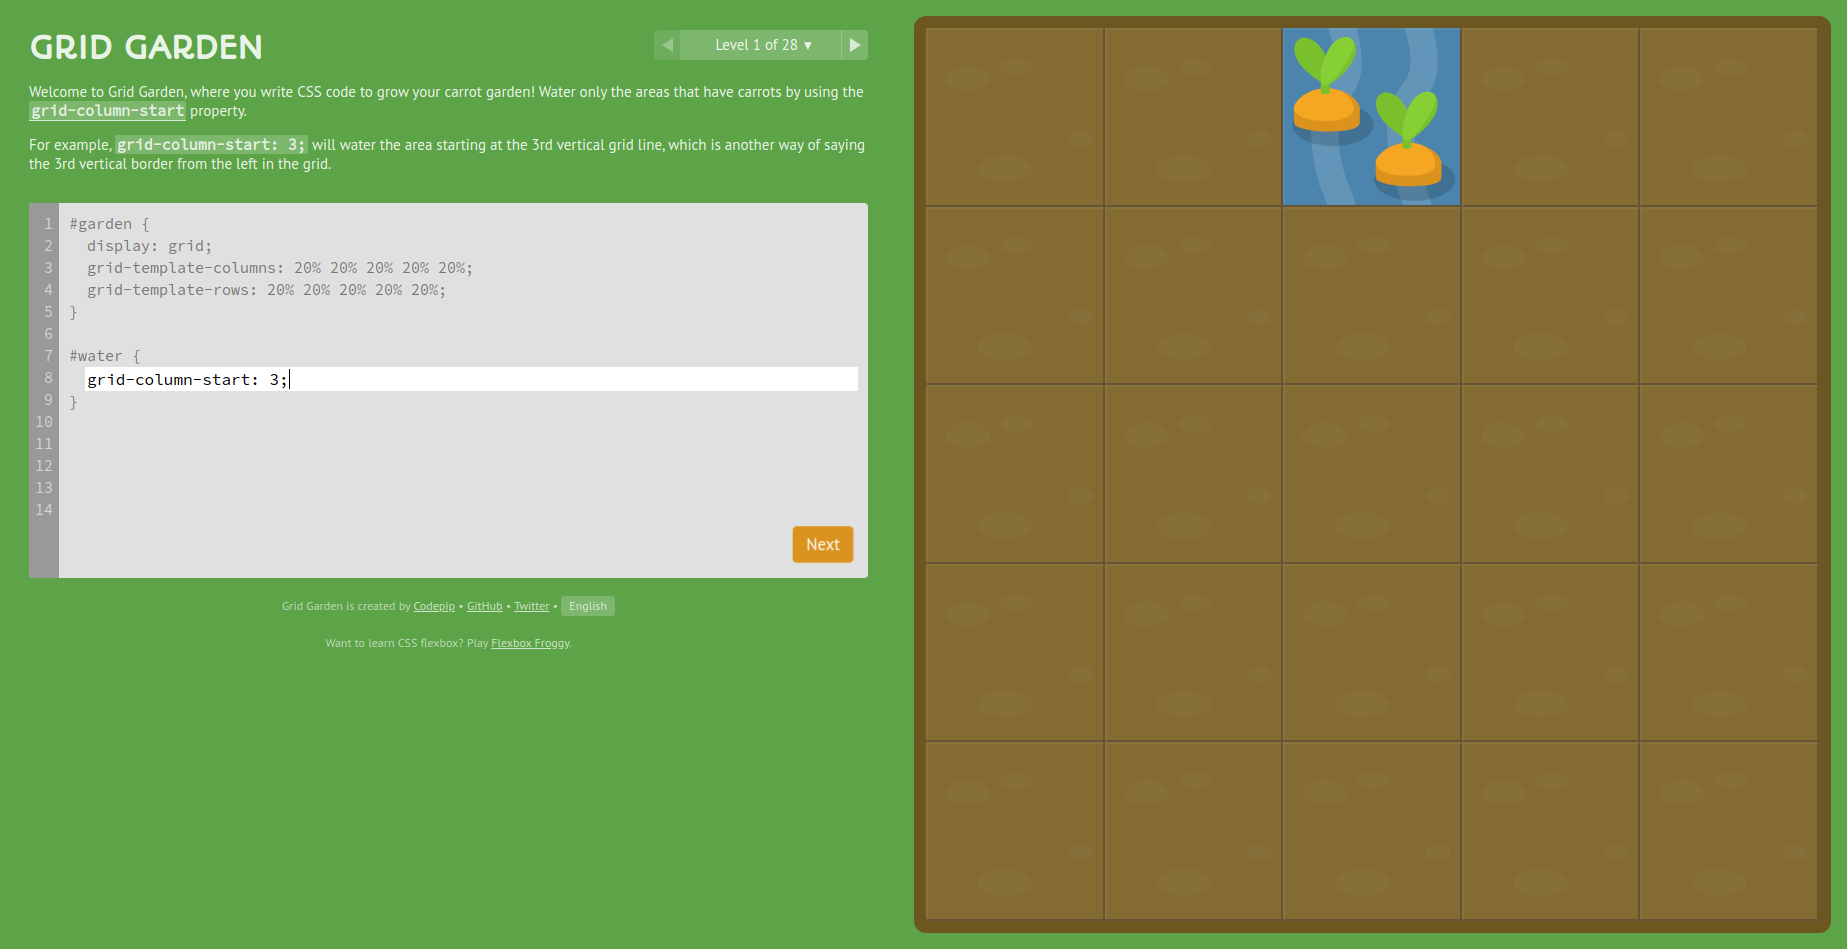 GRID GARDEN
◀ Level 1 of 28 ▾ ▶
Welcome to Grid Garden, where you write CSS code to grow your carrot garden! Water only the areas that have carrots by using the
grid-column-start property.
For example, grid-column-start: 3; will water the area starting at the 3rd vertical grid line, which is another way of saying
the 3rd vertical border from the left in the grid.
1 #garden {
2   display: grid;
3   grid-template-columns: 20% 20% 20% 20% 20%;
4   grid-template-rows: 20% 20% 20% 20% 20%;
5 }
6
7 #water {
8   grid-column-start: 3;
9 }
10
11
12
13
14
Next
Grid Garden is created by Codepip • GitHub • Twitter • English
Want to learn CSS flexbox? Play Flexbox Froggy.